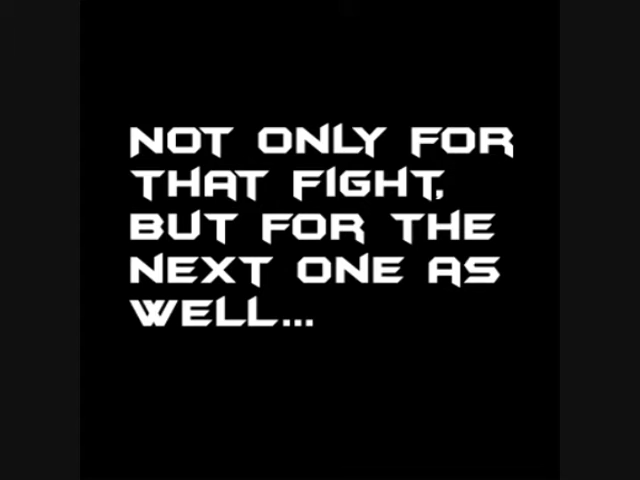 NOT ONLY FOR
THAT FIGHT,
BUT FOR THE
NEXT ONE AS
WELL...